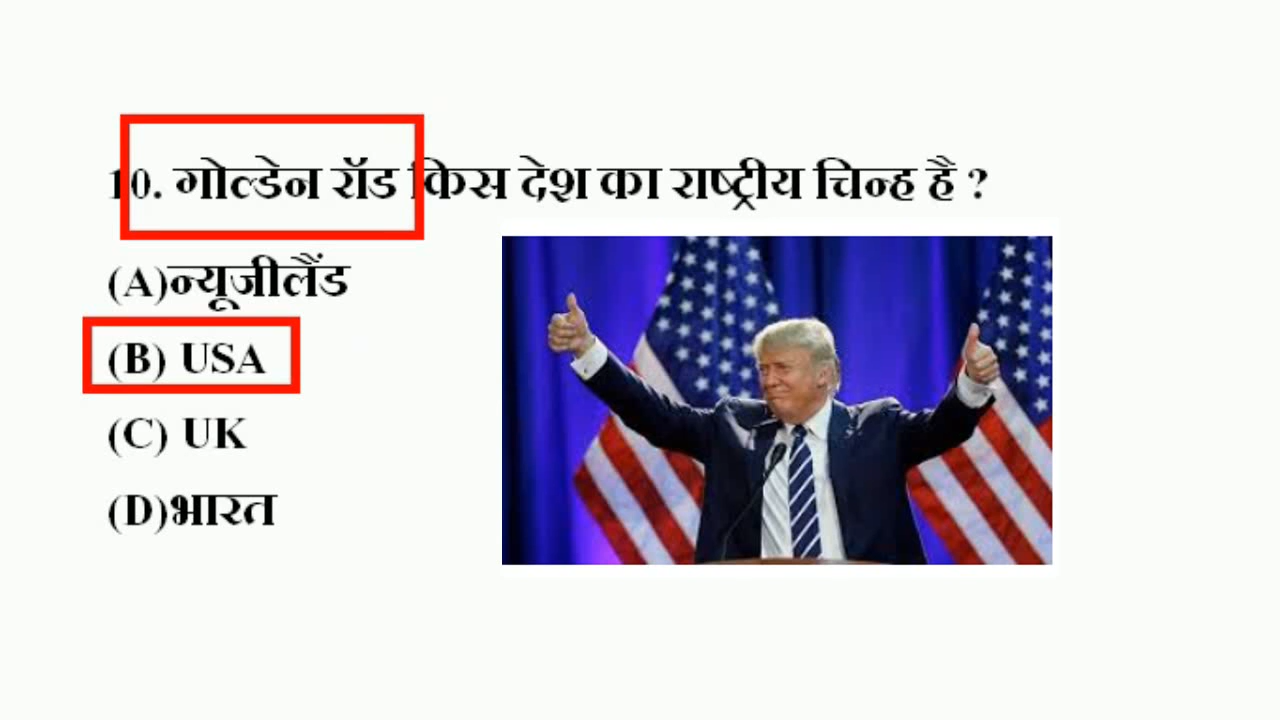 10. गोल्डेन रॉड किस देश का राष्ट्रीय चिन्ह है ?
(A)न्यूजीलैंड
(B) USA
(C) UK
(D)भारत